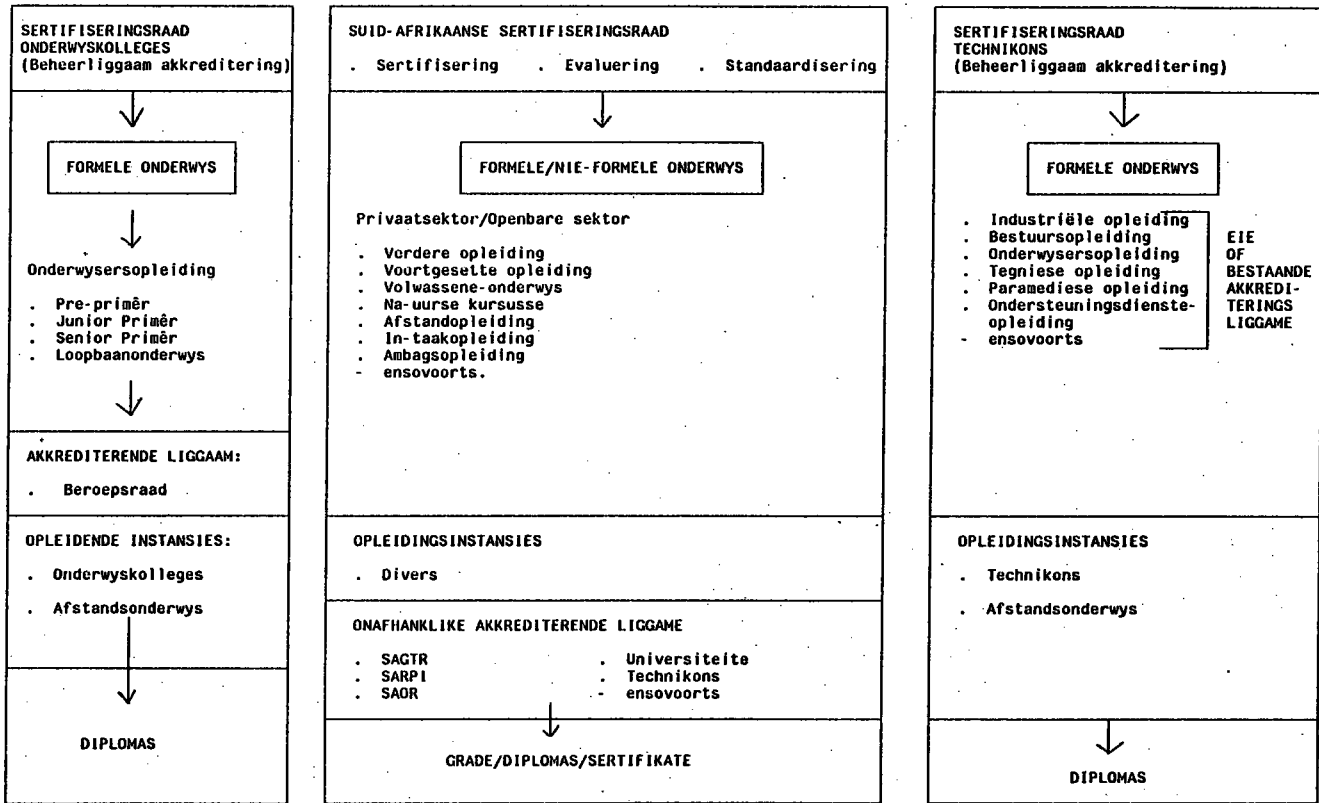 SERTIFISERINGSRAAD
ONDERWYSKOLLEGES
(Beheerliggaam akkreditering)
FORMELE ONDERWYS
Onderwysersopleiding
. Pre-primêr
. Junior Primêr
. Senior Primêr
. Loopbaanonderwys
AKKREDITERENDE LIGGAAM:
. Beroepsraad
OPLEIDENDE INSTANSIES:
. Onderwyskolleges
. Afstandsonderwys
DIPLOMAS
SUID-AFRIKAANSE SERTIFISERINGSRAAD
. Sertifisering . Evaluering . Standaardisering
FORMELE/NIE-FORMELE ONDERWYS
Privaatsektor/Openbare sektor
. Verdere opleiding
. Voortgesette opleiding
. Volwassene-onderwys
. Na-uurse kursusse
. Afstandopleiding
. In-taakopleiding
. Ambagsopleiding
- ensovoorts.
OPLEIDINGSINSTANSIES
. Divers
ONAFHANKLIKE AKKREDITERENDE LIGGAME
. SAGTR . Universiteite
. SARPI . Technikons
. SAOR - ensovoorts
GRADE/DIPLOMAS/SERTIFIKATE
SERTIFISERINGSRAAD
TECHNIKONS
(Beheerliggaam akkreditering)
FORMELE ONDERWYS
. Industriële opleiding
. Bestuursopleiding
. Onderwysersopleiding
. Tegniese opleiding
. Paramediese opleiding
. Ondersteuningsdienste-
opleiding
- ensovoorts
EIE
OF
BESTAANDE
AKKREDI-
TERINGS
LIGGAME
OPLEIDINGSINSTANSIES
. Technikons
. Afstandsonderwys
DIPLOMAS